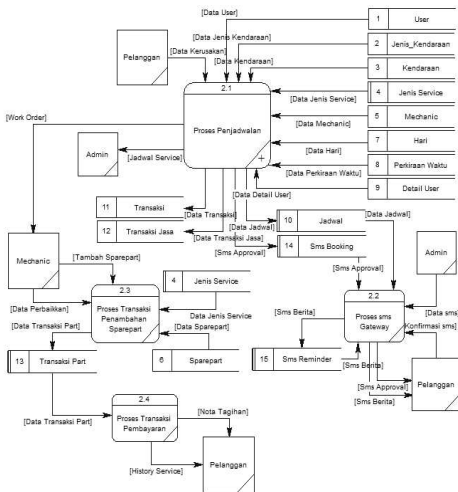 [Data User]
1 User
[Data Jenis Kendaraan]
2 Jenis_Kendaraan
Pelanggan
[Data Kerusakan]
[Data Kendaraan]
3 Kendaraan
2.1
4 Jenis Service
[Data Jenis Service]
[Work Order]
5 Mechanic
[Data Mechanic]
Proses Penjadwalan
7 Hari
[Data Hari]
Admin
[Jadwal Service]
8 Perkiraan Waktu
[Data Perkiraan Waktu]
9 Detail User
[Data Detail User]
11 Transaksi
[Data Transaksi]
10 Jadwal
[Data Jadwal]
[Data Jadwal]
12 Transaksi Jasa
[Data Transaksi Jasa]
14 Sms Booking
[Sms Approval]
Admin
Mechanic
[Tambah Sparepart]
[Sms Approval]
4 Jenis Service
2.3
2.2
[Data Perbaikkan]
Proses Transaksi
Penambahan
Sparepart
Data Jenis Service
[Sms Berita]
Proses sms
Gateway
[Data sms]
[Data Transaksi Part]
[Data Sparepart]
Konfirmasi sms]
13 Transaksi Part
6 Sparepart
15 Sms Reminder
[Sms Berita]
[Sms Approval]
Pelanggan
[Sms Berita]
2.4
[Data Transaksi Part]
Proses Transaksi
Pembayaran
[Nota Tagihan]
Pelanggan
[History Service]